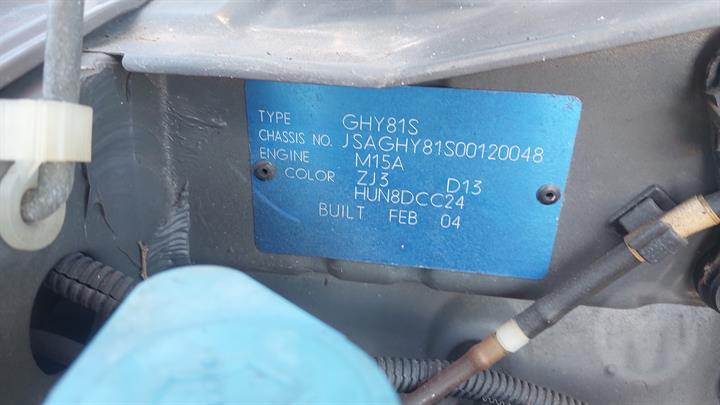 TYPE GHY81S
CHASSIS NO. JSAGHY81S00120048
ENGINE M15A
COLOR ZJ3 D13
HUN8DCC24
BUILT FEB 04